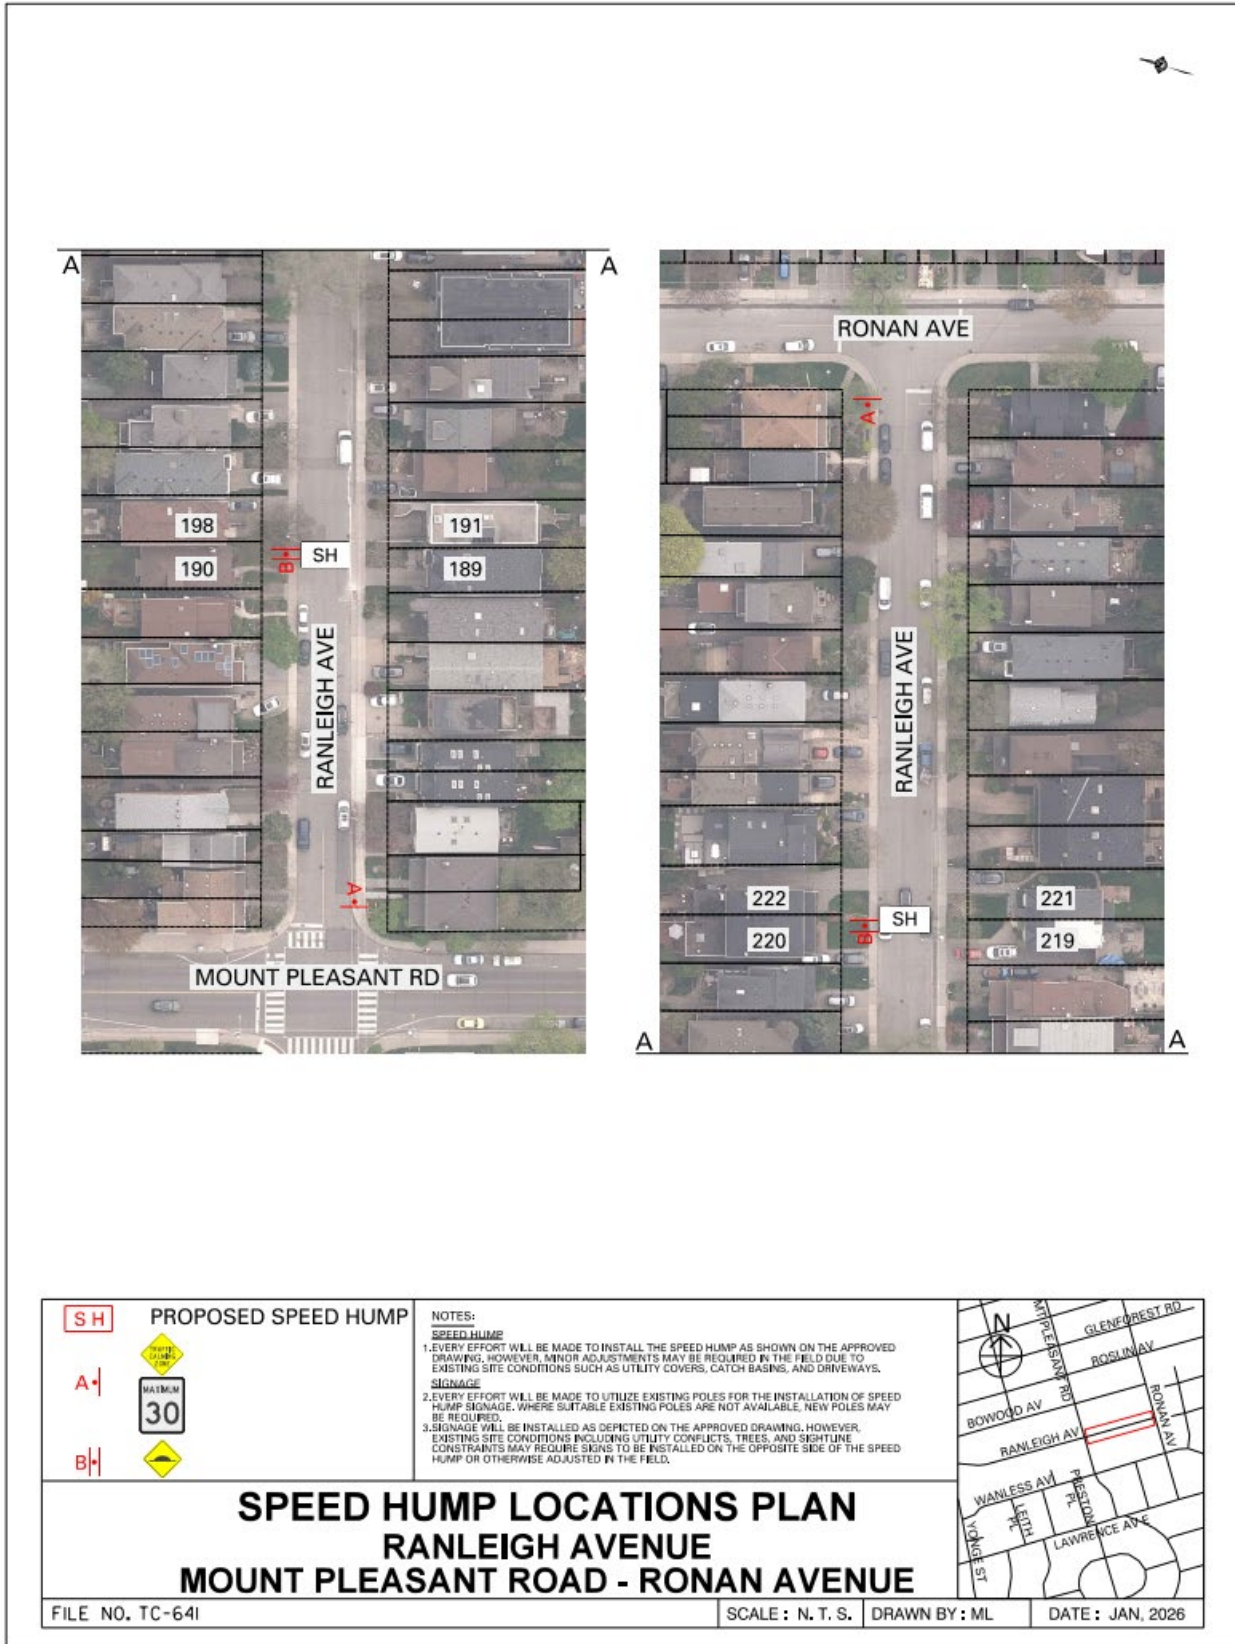 A
A
198
191
SH
B
190
189
RANLEIGH AVE
A
MOUNT PLEASANT RD
RONAN AVE
A
RANLEIGH AVE
222
221
SH
B
220
219
A
A
S H
PROPOSED SPEED HUMP
TRAFFIC
CALMING
ZONE
A
MAXIMUM
30
B
NOTES:
SPEED HUMP
1.EVERY EFFORT WILL BE MADE TO INSTALL THE SPEED HUMP AS SHOWN ON THE APPROVED
DRAWING. HOWEVER, MINOR ADJUSTMENTS MAY BE REQUIRED IN THE FIELD DUE TO
EXISTING SITE CONDITIONS SUCH AS UTILITY COVERS, CATCH BASINS, AND DRIVEWAYS.
SIGNAGE
2.EVERY EFFORT WILL BE MADE TO UTILIZE EXISTING POLES FOR THE INSTALLATION OF SPEED
HUMP SIGNAGE. WHERE SUITABLE EXISTING POLES ARE NOT AVAILABLE, NEW POLES MAY
BE REQUIRED.
3.SIGNAGE WILL BE INSTALLED AS DEPICTED ON THE APPROVED DRAWING. HOWEVER,
EXISTING SITE CONDITIONS INCLUDING UTILITY CONFLICTS, TREES, AND SIGHTLINE
CONSTRAINTS MAY REQUIRE SIGNS TO BE INSTALLED ON THE OPPOSITE SIDE OF THE SPEED
HUMP OR OTHERWISE ADJUSTED IN THE FIELD.
N
MT.PLEASANT RD
GLENFOREST RD
ROSLIN AV
BOWOOD AV
RONAN AV
RANLEIGH AV
WANLESS AV
PRESTON
PL
LEITH
PL
LAWRENCE AV E
YONGE ST
SPEED HUMP LOCATIONS PLAN
RANLEIGH AVENUE
MOUNT PLEASANT ROAD - RONAN AVENUE
FILE NO. TC-641
SCALE : N. T. S.
DRAWN BY : ML
DATE : JAN, 2026